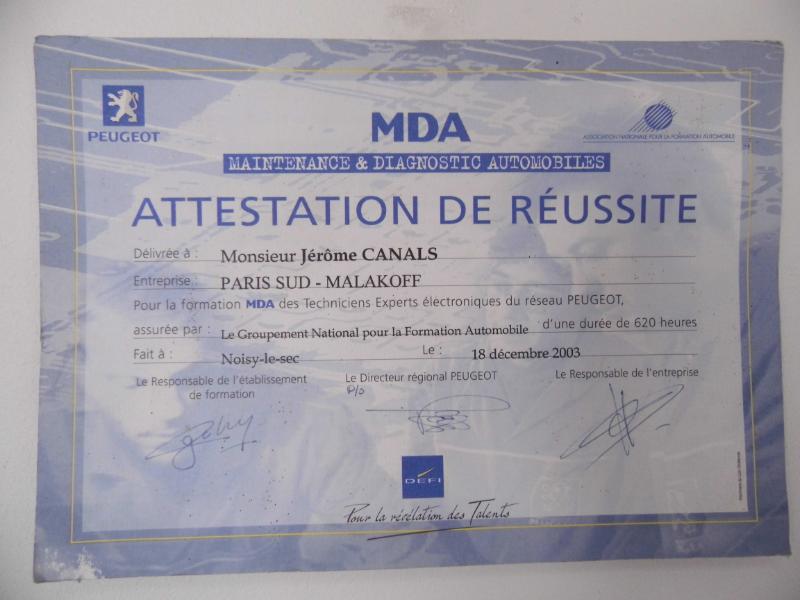 PEUGEOT
MDA
ASSOCIATION NATIONALE POUR LA FORMATION AUTOMOBILE
MAINTENANCE & DIAGNOSTIC AUTOMOBILES
ATTESTATION DE RÉUSSITE
Délivrée à : Monsieur Jérôme CANALS
Entreprise : PARIS SUD - MALAKOFF
Pour la formation MDA des Techniciens Experts électroniques du réseau PEUGEOT,
assurée par : Le Groupement National pour la Formation Automobile d'une durée de 620 heures
Fait à : Noisy-le-sec Le : 18 décembre 2003
Le Responsable de l'établissement de formation
Le Directeur régional PEUGEOT
P/o
Le Responsable de l'entreprise
DEFI
Pour la révélation des Talents